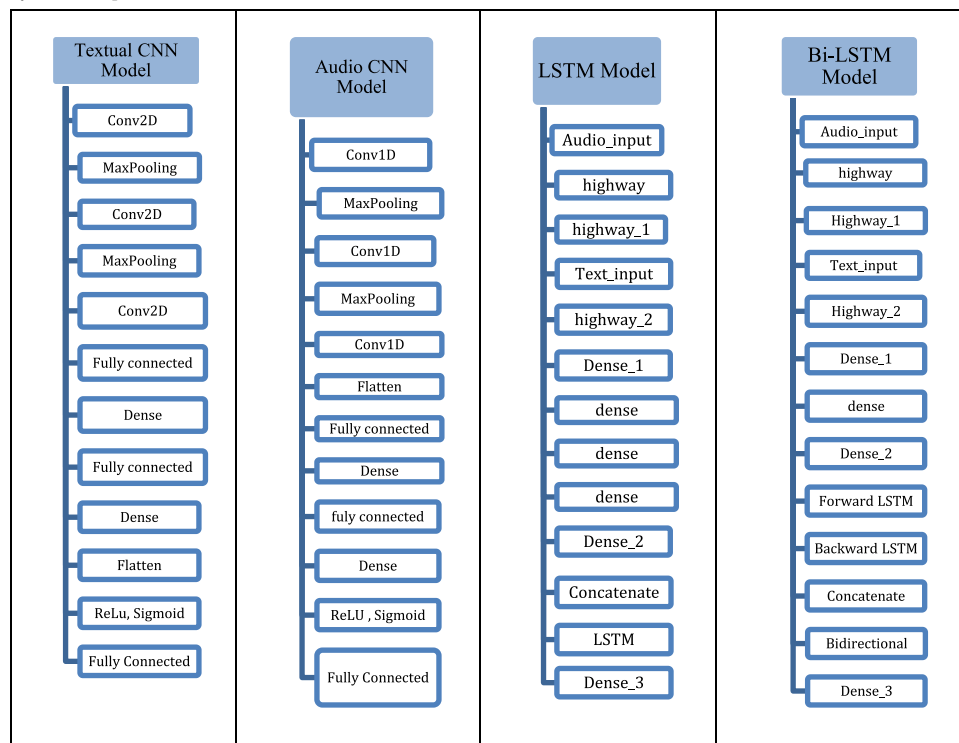 Textual CNN
Model
Conv2D
MaxPooling
Conv2D
MaxPooling
Conv2D
Fully connected
Dense
Fully connected
Dense
Flatten
ReLu, Sigmoid
Fully Connected
Audio CNN
Model
Conv1D
MaxPooling
Conv1D
MaxPooling
Conv1D
Flatten
Fully connected
Dense
fuly connected
Dense
ReLU , Sigmoid
Fully Connected
LSTM Model
Audio_input
highway
highway_1
Text_input
highway_2
Dense_1
dense
dense
dense
Dense_2
Concatenate
LSTM
Dense_3
Bi-LSTM
Model
Audio_input
highway
Highway_1
Text_input
Highway_2
Dense_1
dense
Dense_2
Forward LSTM
Backward LSTM
Concatenate
Bidirectional
Dense_3